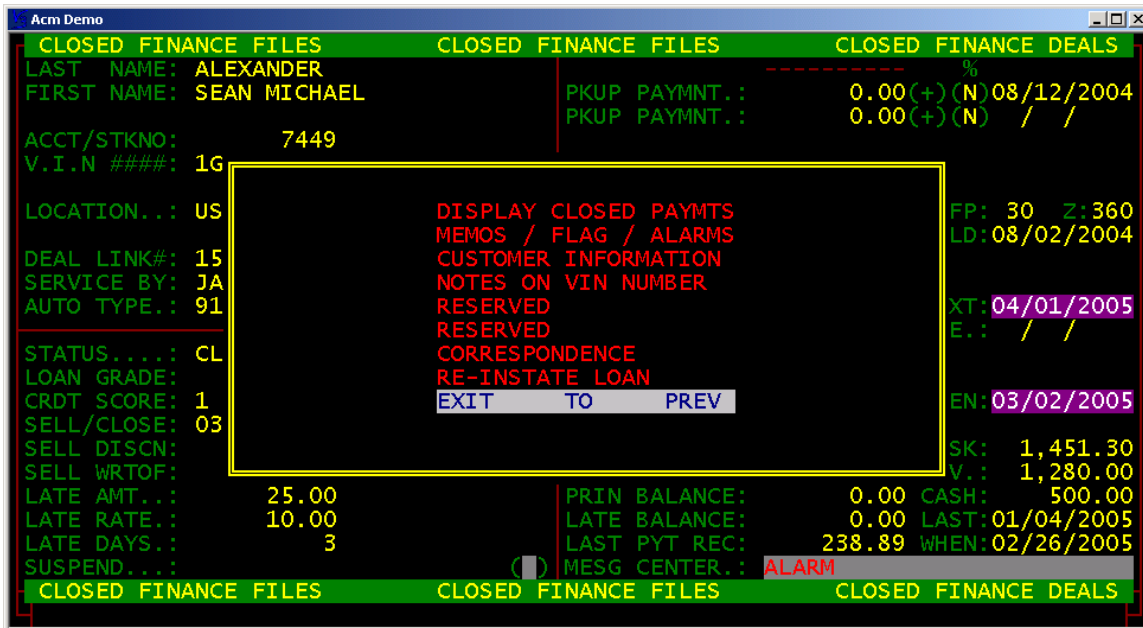 Acm Demo
CLOSED FINANCE FILES CLOSED FINANCE FILES CLOSED FINANCE DEALS
LAST NAME: ALEXANDER ---------- %
FIRST NAME: SEAN MICHAEL PKUP PAYMNT.: 0.00(+)(N)08/12/2004
PKUP PAYMNT.: 0.00(+)(N) / /
ACCT/STKNO: 7449
V.I.N ####: 1G
LOCATION..: US DISPLAY CLOSED PAYMTS FP: 30 Z:360
MEMOS / FLAG / ALARMS LD:08/02/2004
DEAL LINK#: 15 CUSTOMER INFORMATION
SERVICE BY: JA NOTES ON VIN NUMBER
AUTO TYPE.: 91 RESERVED XT:04/01/2005
RESERVED E.: / /
STATUS....: CL CORRESPONDENCE
LOAN GRADE: RE-INSTATE LOAN
CRDT SCORE: 1 EXIT TO PREV EN:03/02/2005
SELL/CLOSE: 03
SELL DISCN: SK: 1,451.30
SELL WRTOF: V.: 1,280.00
LATE AMT..: 25.00 PRIN BALANCE: 0.00 CASH: 500.00
LATE RATE.: 10.00 LATE BALANCE: 0.00 LAST:01/04/2005
LATE DAYS.: 3 LAST PYT REC: 238.89 WHEN:02/26/2005
SUSPEND...: ( ) MESG CENTER.: ALARM
CLOSED FINANCE FILES CLOSED FINANCE FILES CLOSED FINANCE DEALS